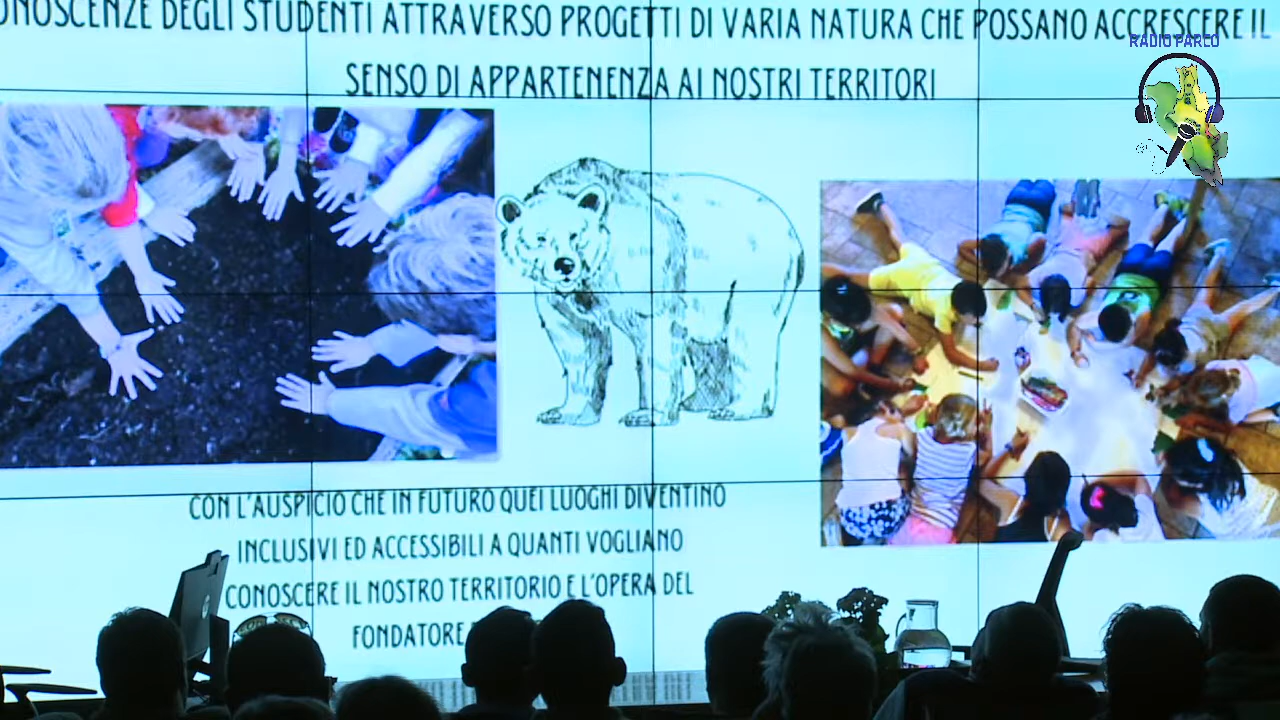 DEGLI STUDENTI ATTRAVERSO PROGETTI DI VARIA NATURA CHE POSSANO ACCRESCERE IL
RADIO PARCO
SENSO DI APPARTENENZA AI NOSTRI TERRITORI
CON L'AUSPICIO CHE IN FUTURO QUEI LUOGHI DIVENTINO
INCLUSIVI ED ACCESSIBILI A QUANTI VOGLIANO
CONOSCERE IL NOSTRO TERRITORIO E L'OPERA DEL
FONDATORE